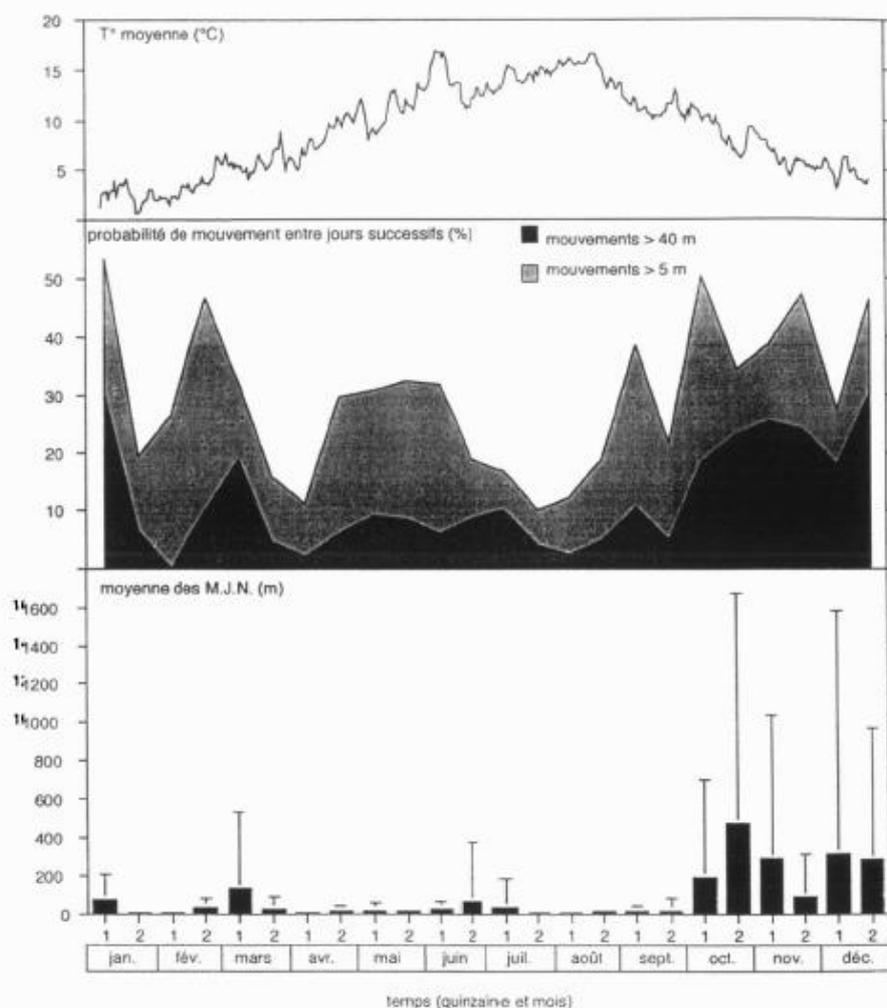 20
T° moyenne (°C)
15
10
5
probabilité de mouvement entre jours successifs (%)
mouvements > 40 m
mouvements > 5 m
50
40
30
20
10
moyenne des M.J.N. (m)
1600
1400
1200
1000
800
600
400
200
0
1 2 1 2 1 2 1 2 1 2 1 2 1 2 1 2 1 2 1 2 1 2 1 2
jan. fév. mars avr. mai juin juil. août sept. oct. nov. déc.
temps (quinzaine et mois)